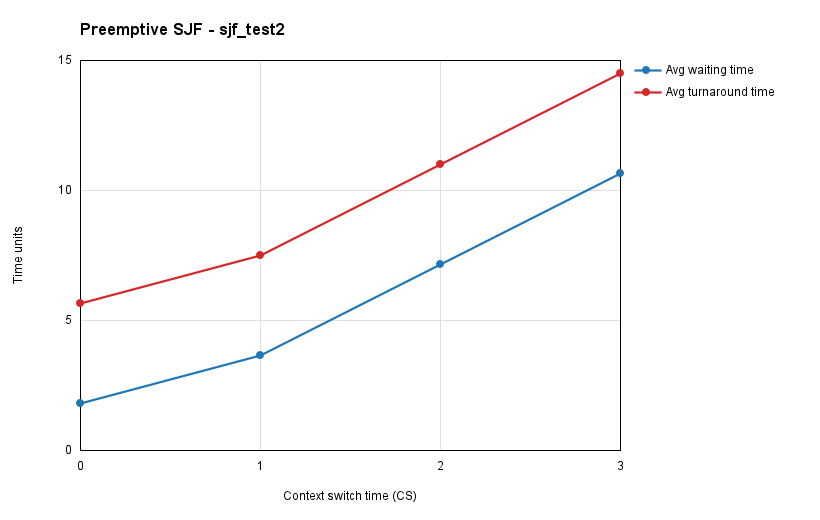 Preemptive SJF - sjf_test2
15
10
5
0
Time units
0
1
2
3
Context switch time (CS)
Avg waiting time
Avg turnaround time